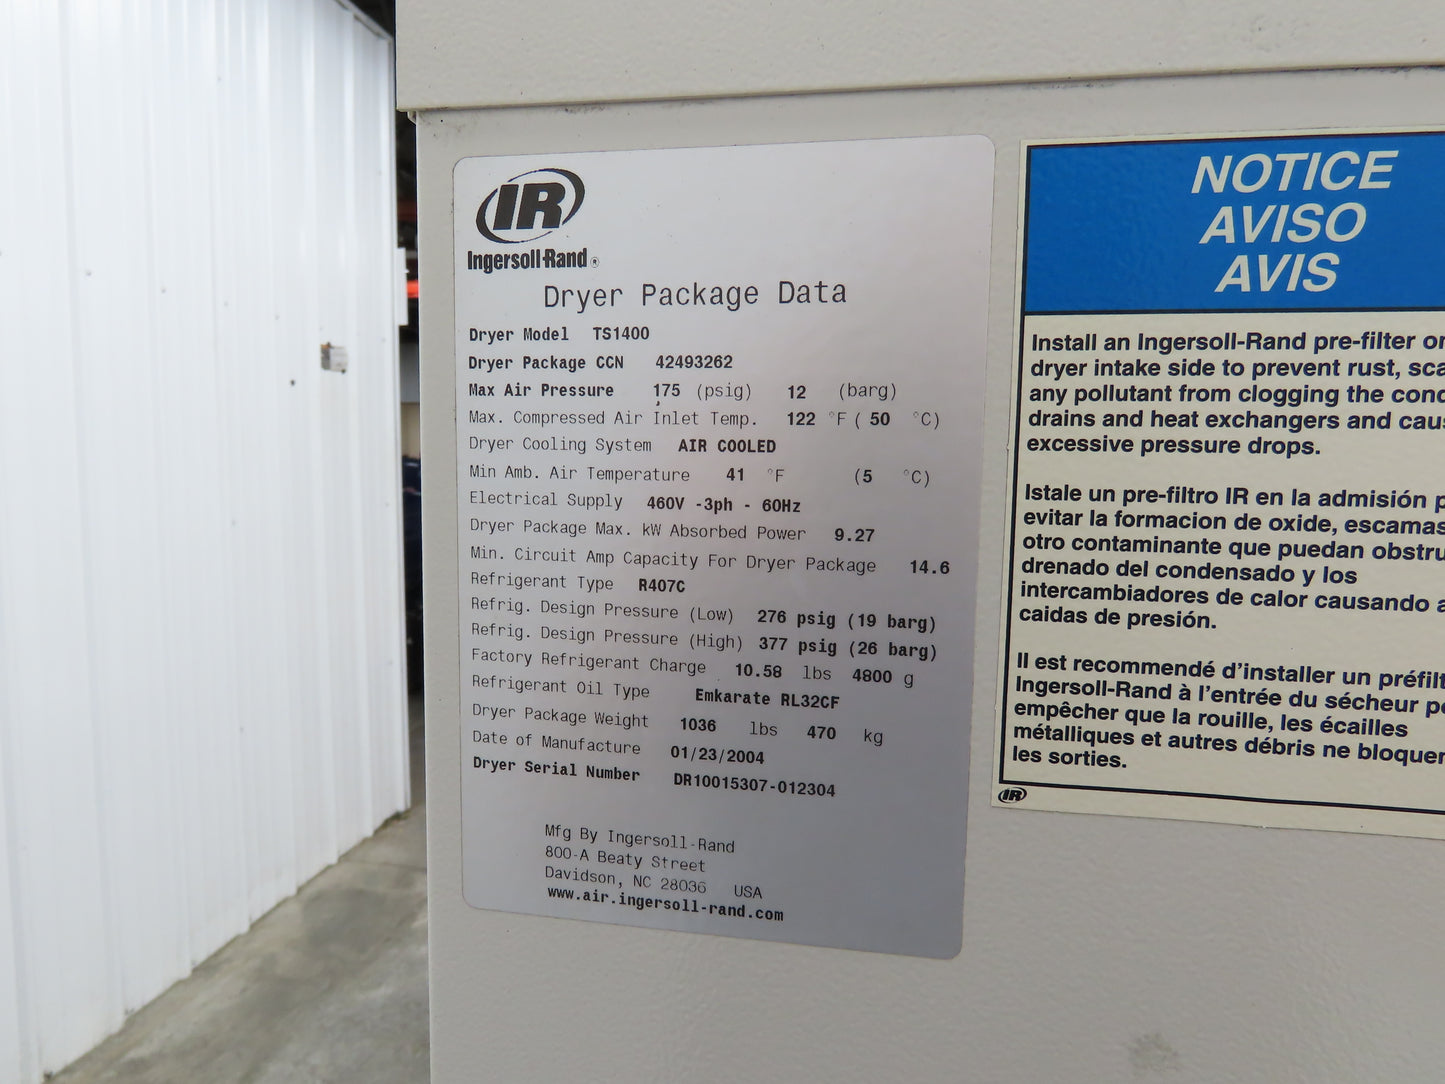 IR
Ingersoll-Rand ®
Dryer Package Data
Dryer Model TS1400
Dryer Package CCN 42493262
Max Air Pressure 175 (psig) 12 (barg)
Max. Compressed Air Inlet Temp. 122 °F ( 50 °C)
Dryer Cooling System AIR COOLED
Min Amb. Air Temperature 41 °F (5 °C)
Electrical Supply 460V -3ph - 60Hz
Dryer Package Max. kW Absorbed Power 9.27
Min. Circuit Amp Capacity For Dryer Package 14.6
Refrigerant Type R407C
Refrig. Design Pressure (Low) 276 psig (19 barg)
Refrig. Design Pressure (High) 377 psig (26 barg)
Factory Refrigerant Charge 10.58 lbs 4800 g
Refrigerant Oil Type Emkarate RL32CF
Dryer Package Weight 1036 lbs 470 kg
Date of Manufacture 01/23/2004
Dryer Serial Number DR10015307-012304
Mfg By Ingersoll-Rand
800-A Beaty Street
Davidson, NC 28036 USA
www.air.ingersoll-rand.com
NOTICE
AVISO
AVIS
Install an Ingersoll-Rand pre-filter
dryer intake side to prevent rust,
any pollutant from clogging the
drains and heat exchangers and
excessive pressure drops.
Istale un pre-filtro IR en la admisión
evitar la formacion de oxide, escamas
otro contaminante que puedan
drenado del condensado y los
intercambiadores de calor causando
caidas de presión.
Il est recommendé d'installer un
Ingersoll-Rand à l'entrée du sécheur
empêcher que la rouille, les écailles
métalliques et autres débris ne
les sorties.
IR